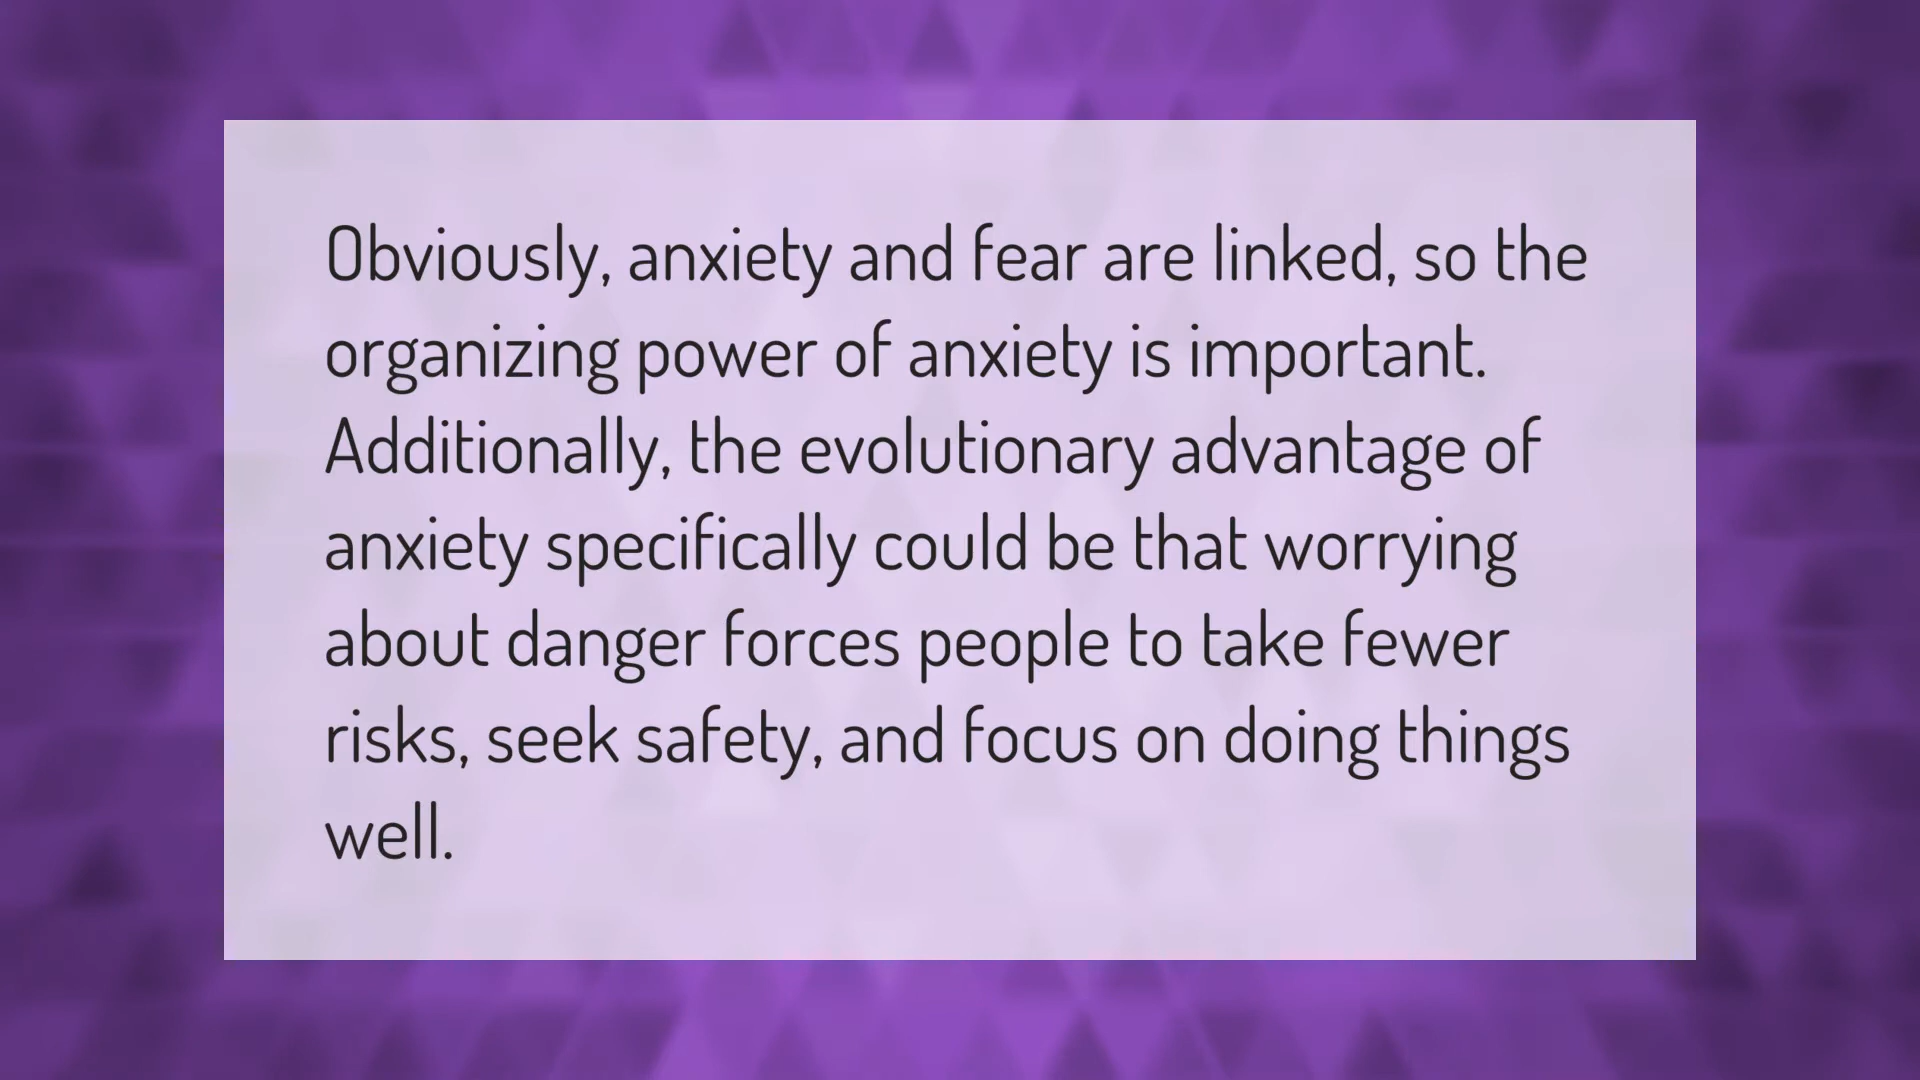 Obviously, anxiety and fear are linked, so the
organizing power of anxiety is important.
Additionally, the evolutionary advantage of
anxiety specifically could be that worrying
about danger forces people to take fewer
risks, seek safety, and focus on doing things
well.